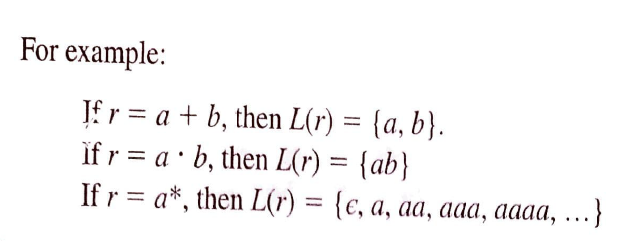 For example:
If r = a + b, then L(r) = {a, b}.
if r = a · b, then L(r) = {ab}
If r = a*, then L(r) = {ϵ, a, aa, aaa, aaaa, ...}